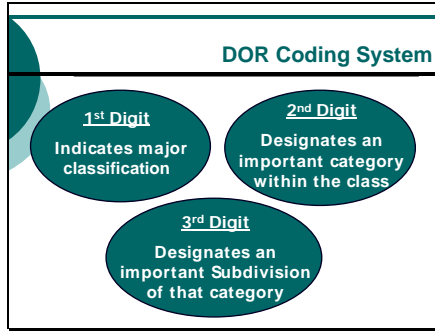 DOR Coding System
1st Digit
Indicates major
classification
2nd Digit
Designates an
important category
within the class
3rd Digit
Designates an
important Subdivision
of that category